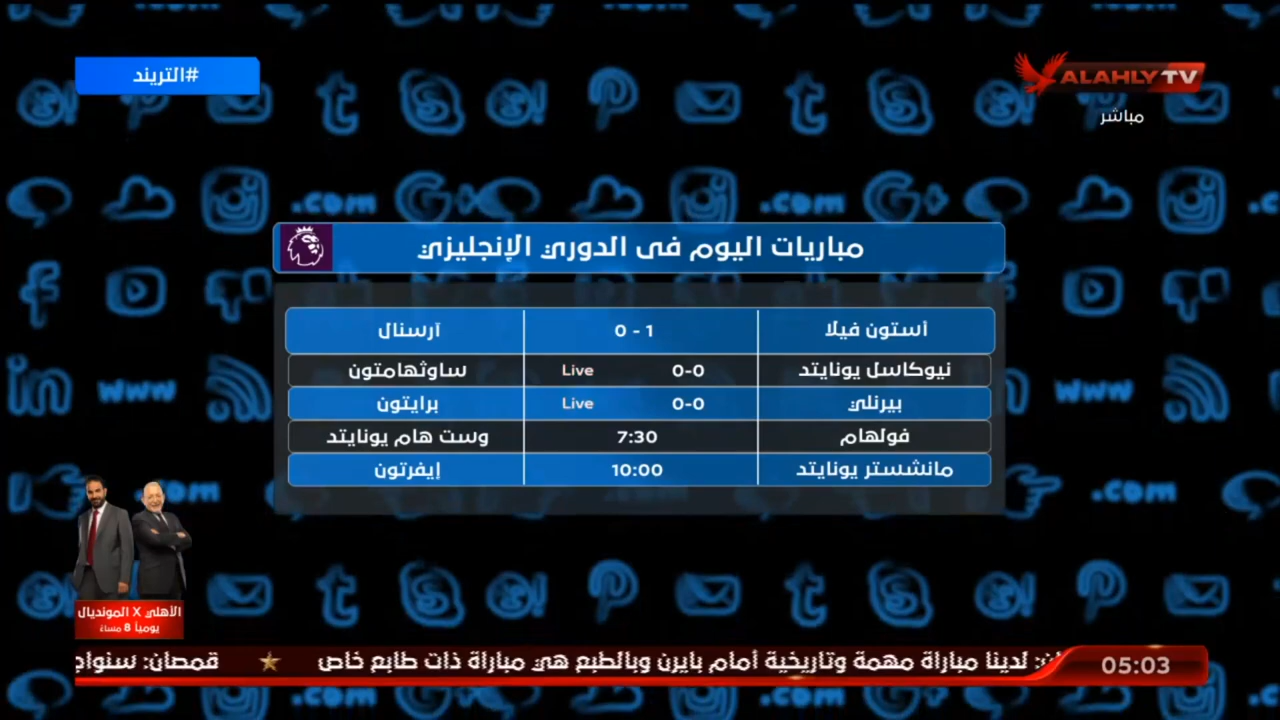 #التريند
ALAHLY TV
مباشر
مباريات اليوم فى الدوري الإنجليزي
أستون فيلا 1 - 0 آرسنال
نيوكاسل يونايتد 0-0 Live ساوثهامتون
بيرنلي 0-0 Live برايتون
فولهام 7:30 وست هام يونايتد
مانشستر يونايتد 10:00 إيفرتون
الأهلي X المونديال
يومياً 8 مساءً
لدينا مباراة مهمة وتاريخية أمام بايرن وبالطبع هي مباراة ذات طابع خاص قمصان:
05:03